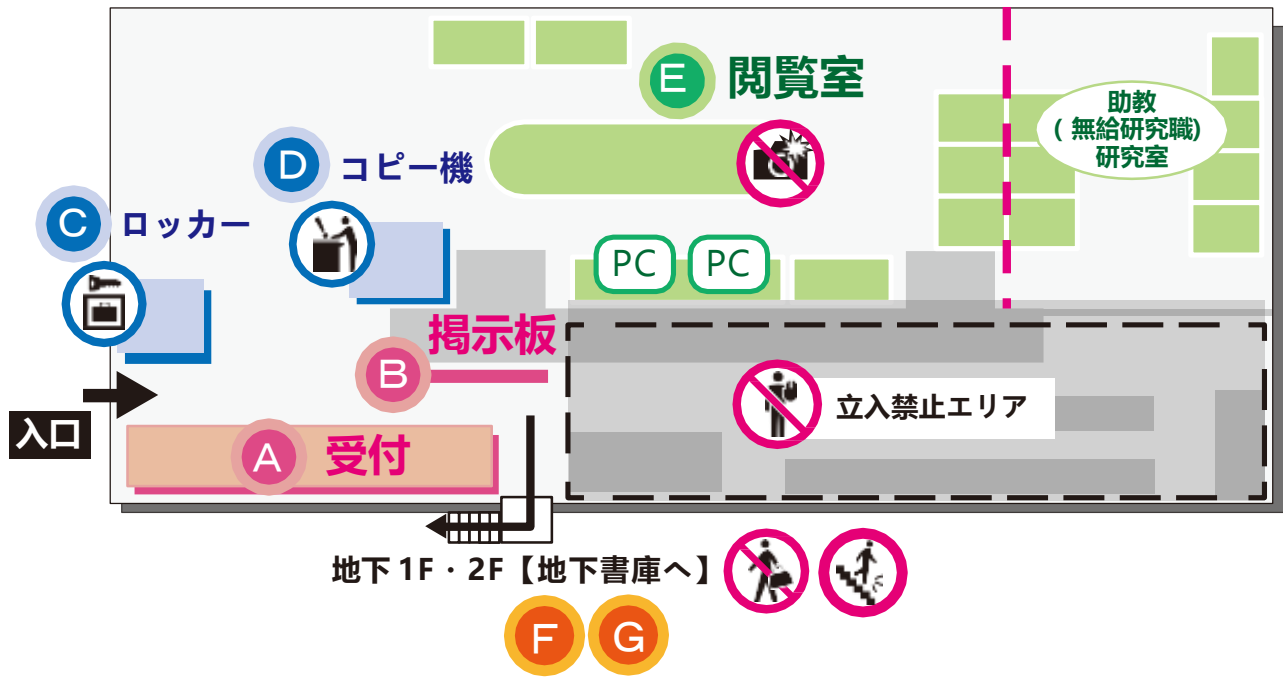 E 閲覧室
助教
( 無給研究職)
研究室
D コピー機
C ロッカー
PC PC
掲示板
B
立入禁止エリア
入口
A 受付
地下 1F・2F【地下書庫へ】
F G